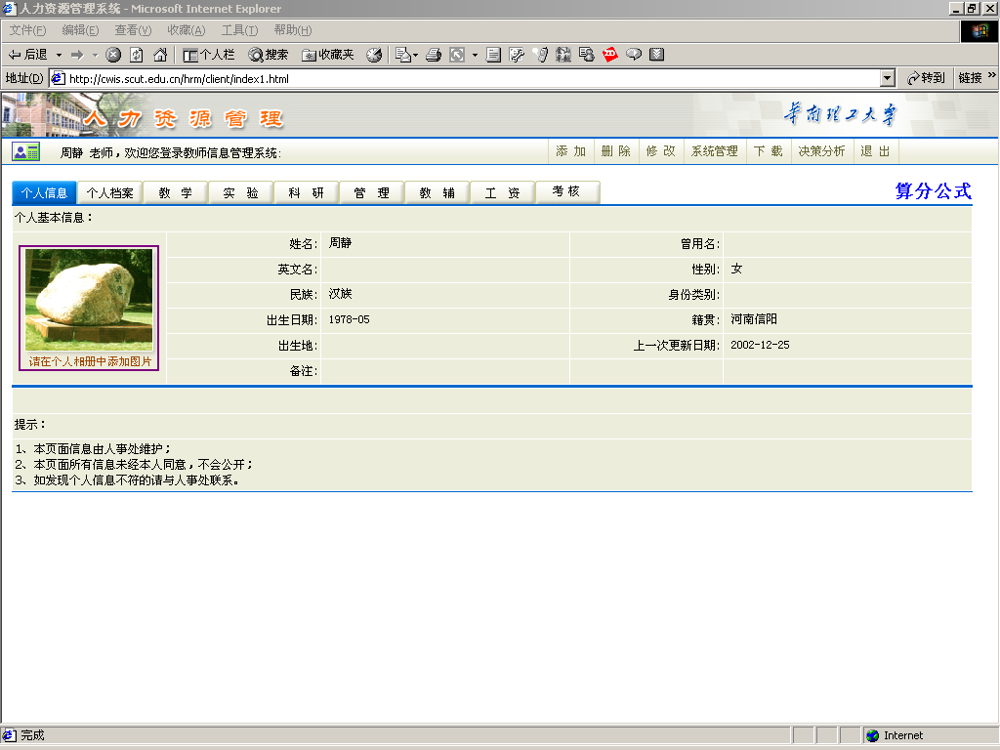 人力资源管理系统 - Microsoft Internet Explorer
文件(F) 编辑(E) 查看(V) 收藏(A) 工具(T) 帮助(H)
后退 个人栏 搜索 收藏夹
地址(D) http://cwis.scut.edu.cn/hrm/client/index1.html 转到 链接 »
人力资源管理 华南理工大学
周静 老师，欢迎您登录教师信息管理系统: 添 加 删 除 修 改 系统管理 下 载 决策分析 退 出
个人信息 个人档案 教 学 实 验 科 研 管 理 教 辅 工 资 考 核 算分公式
个人基本信息：
姓名: 周静 曾用名:
英文名: 性别: 女
民族: 汉族 身份类别:
出生日期: 1978-05 籍贯: 河南信阳
出生地: 上一次更新日期: 2002-12-25
请在个人相册中添加图片
备注:
提示：
1、本页面信息由人事处维护；
2、本页面所有信息未经本人同意，不会公开；
3、如发现个人信息不符的请与人事处联系。
完成 Internet